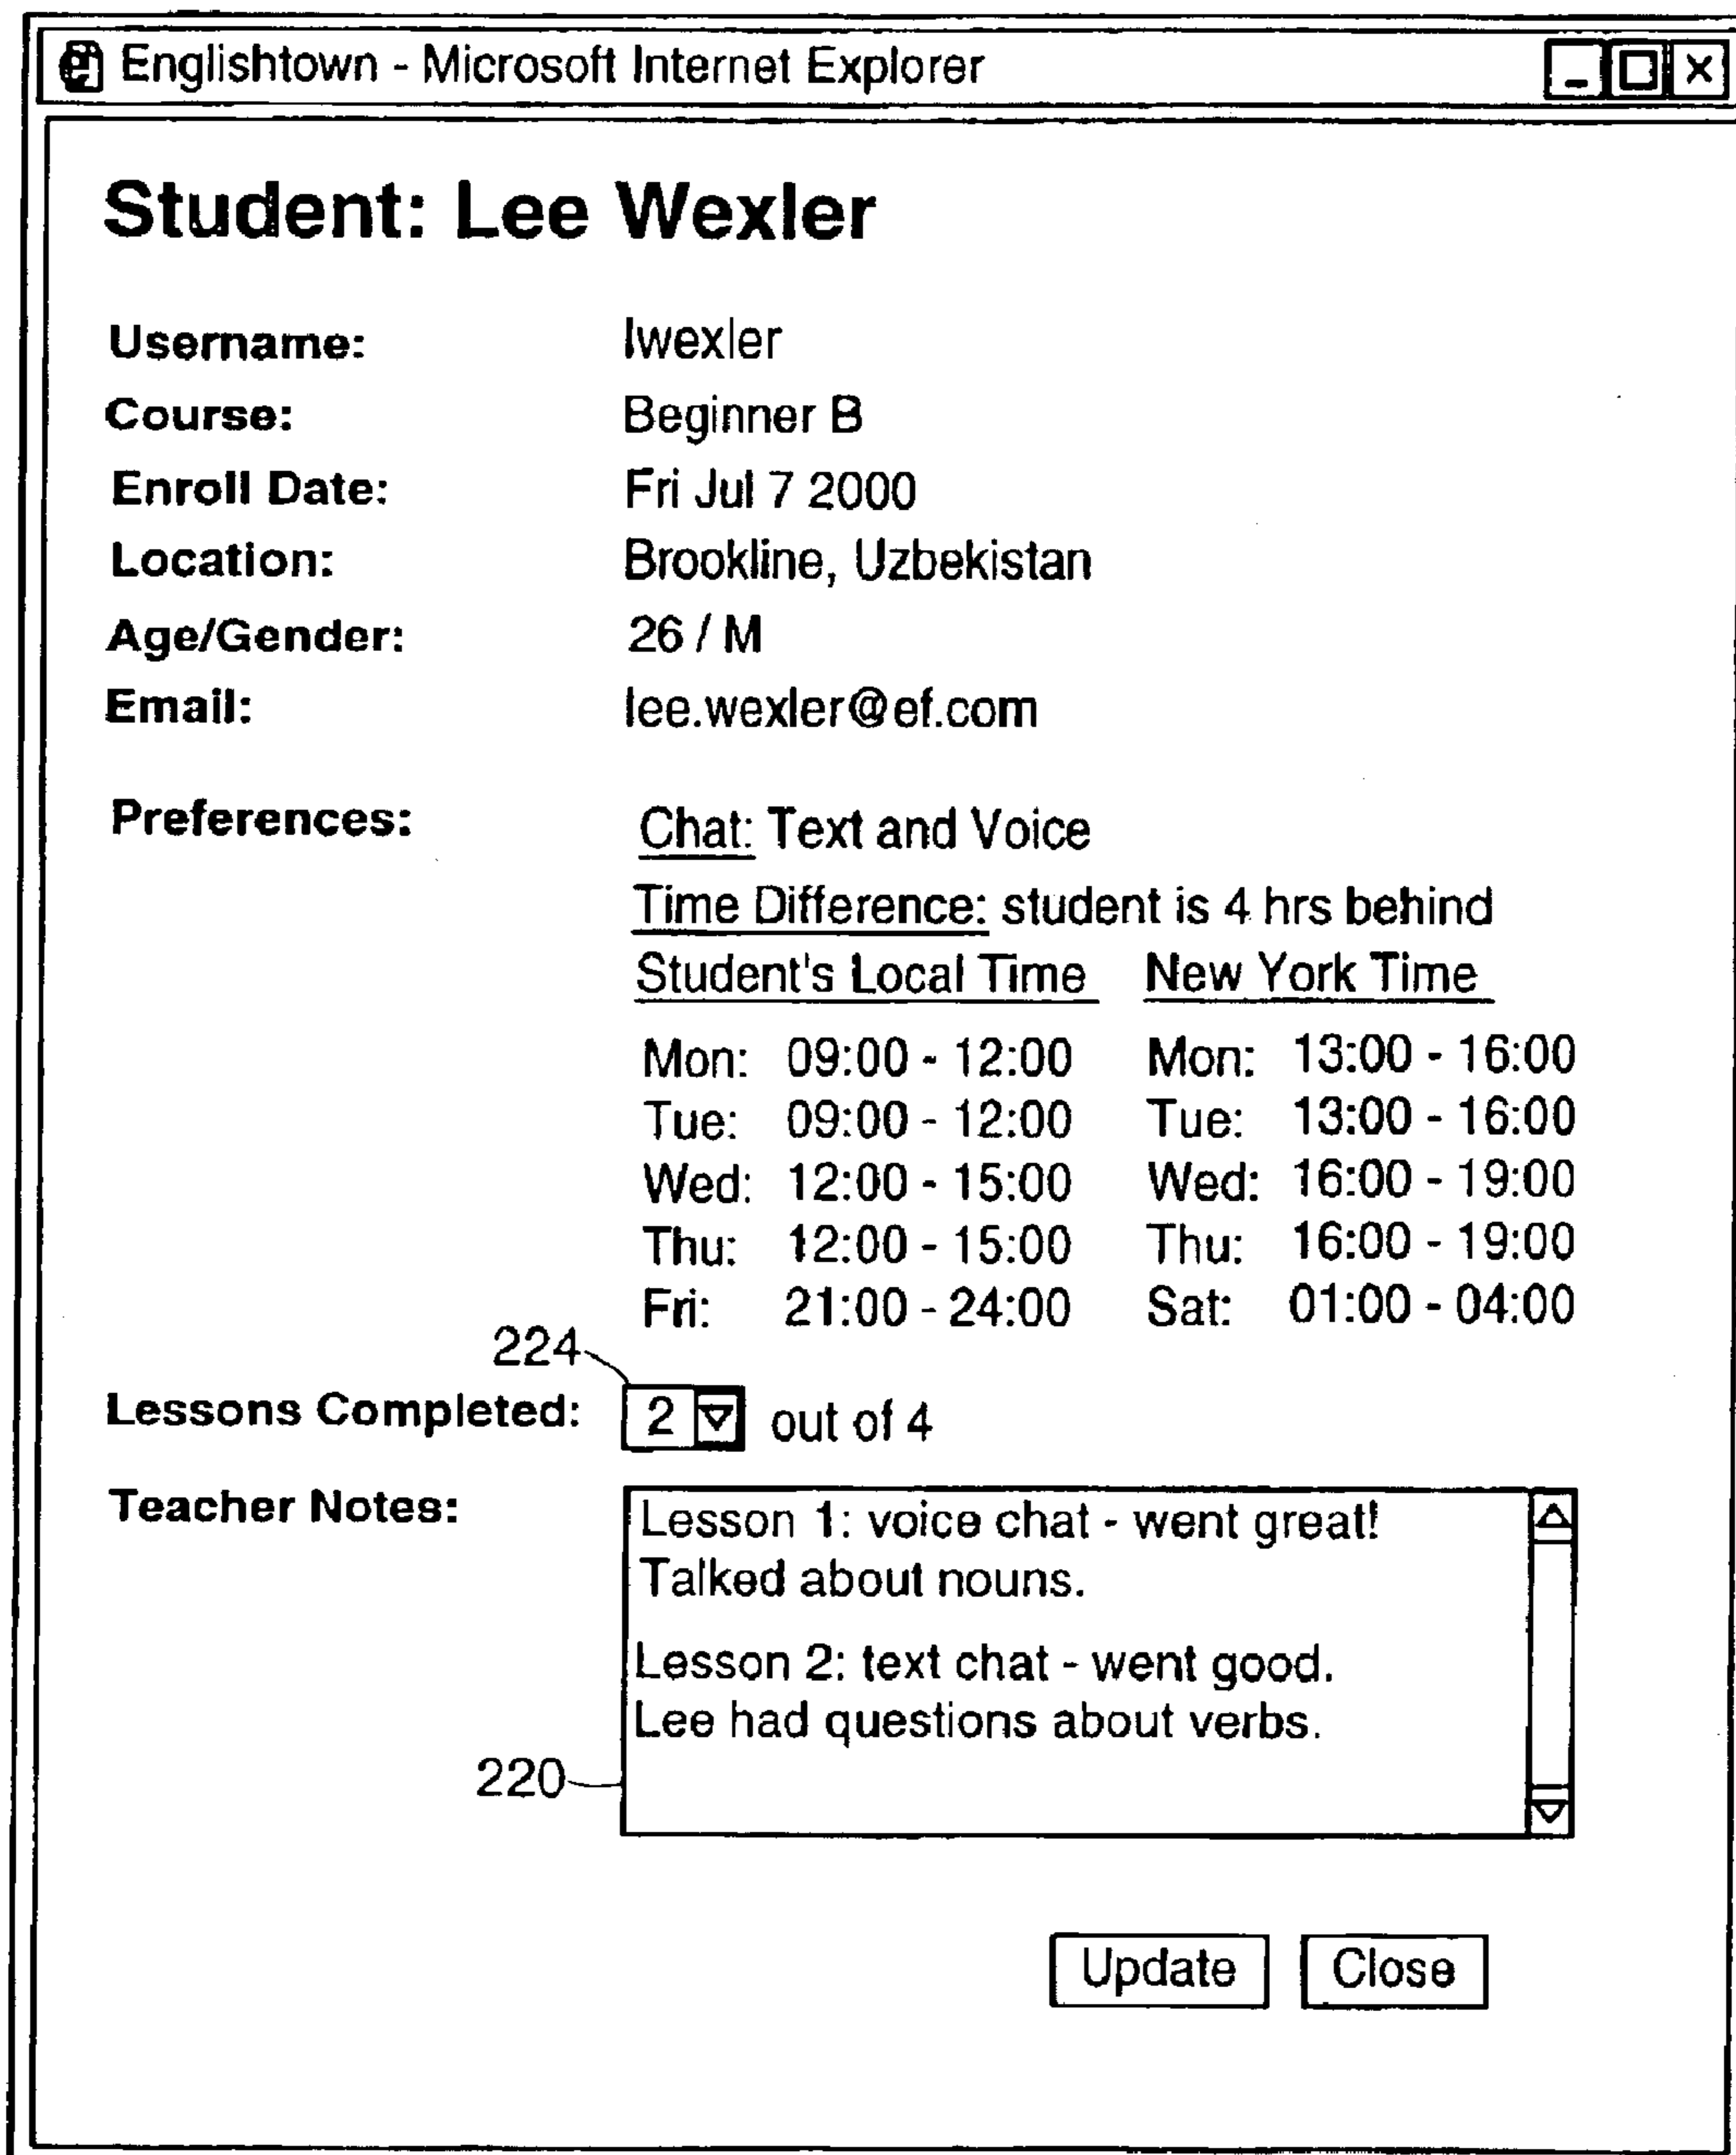 Englishtown - Microsoft Internet Explorer
Student: Lee Wexler
Username: lwexler
Course: Beginner B
Enroll Date: Fri Jul 7 2000
Location: Brookline, Uzbekistan
Age/Gender: 26 / M
Email: lee.wexler@ef.com
Preferences: Chat: Text and Voice
Time Difference: student is 4 hrs behind
Student's Local Time New York Time
Mon: 09:00 - 12:00 Mon: 13:00 - 16:00
Tue: 09:00 - 12:00 Tue: 13:00 - 16:00
Wed: 12:00 - 15:00 Wed: 16:00 - 19:00
Thu: 12:00 - 15:00 Thu: 16:00 - 19:00
Fri: 21:00 - 24:00 Sat: 01:00 - 04:00
224
Lessons Completed: 2 out of 4
Teacher Notes: Lesson 1: voice chat - went great!
Talked about nouns.
Lesson 2: text chat - went good.
Lee had questions about verbs.
220
Update Close